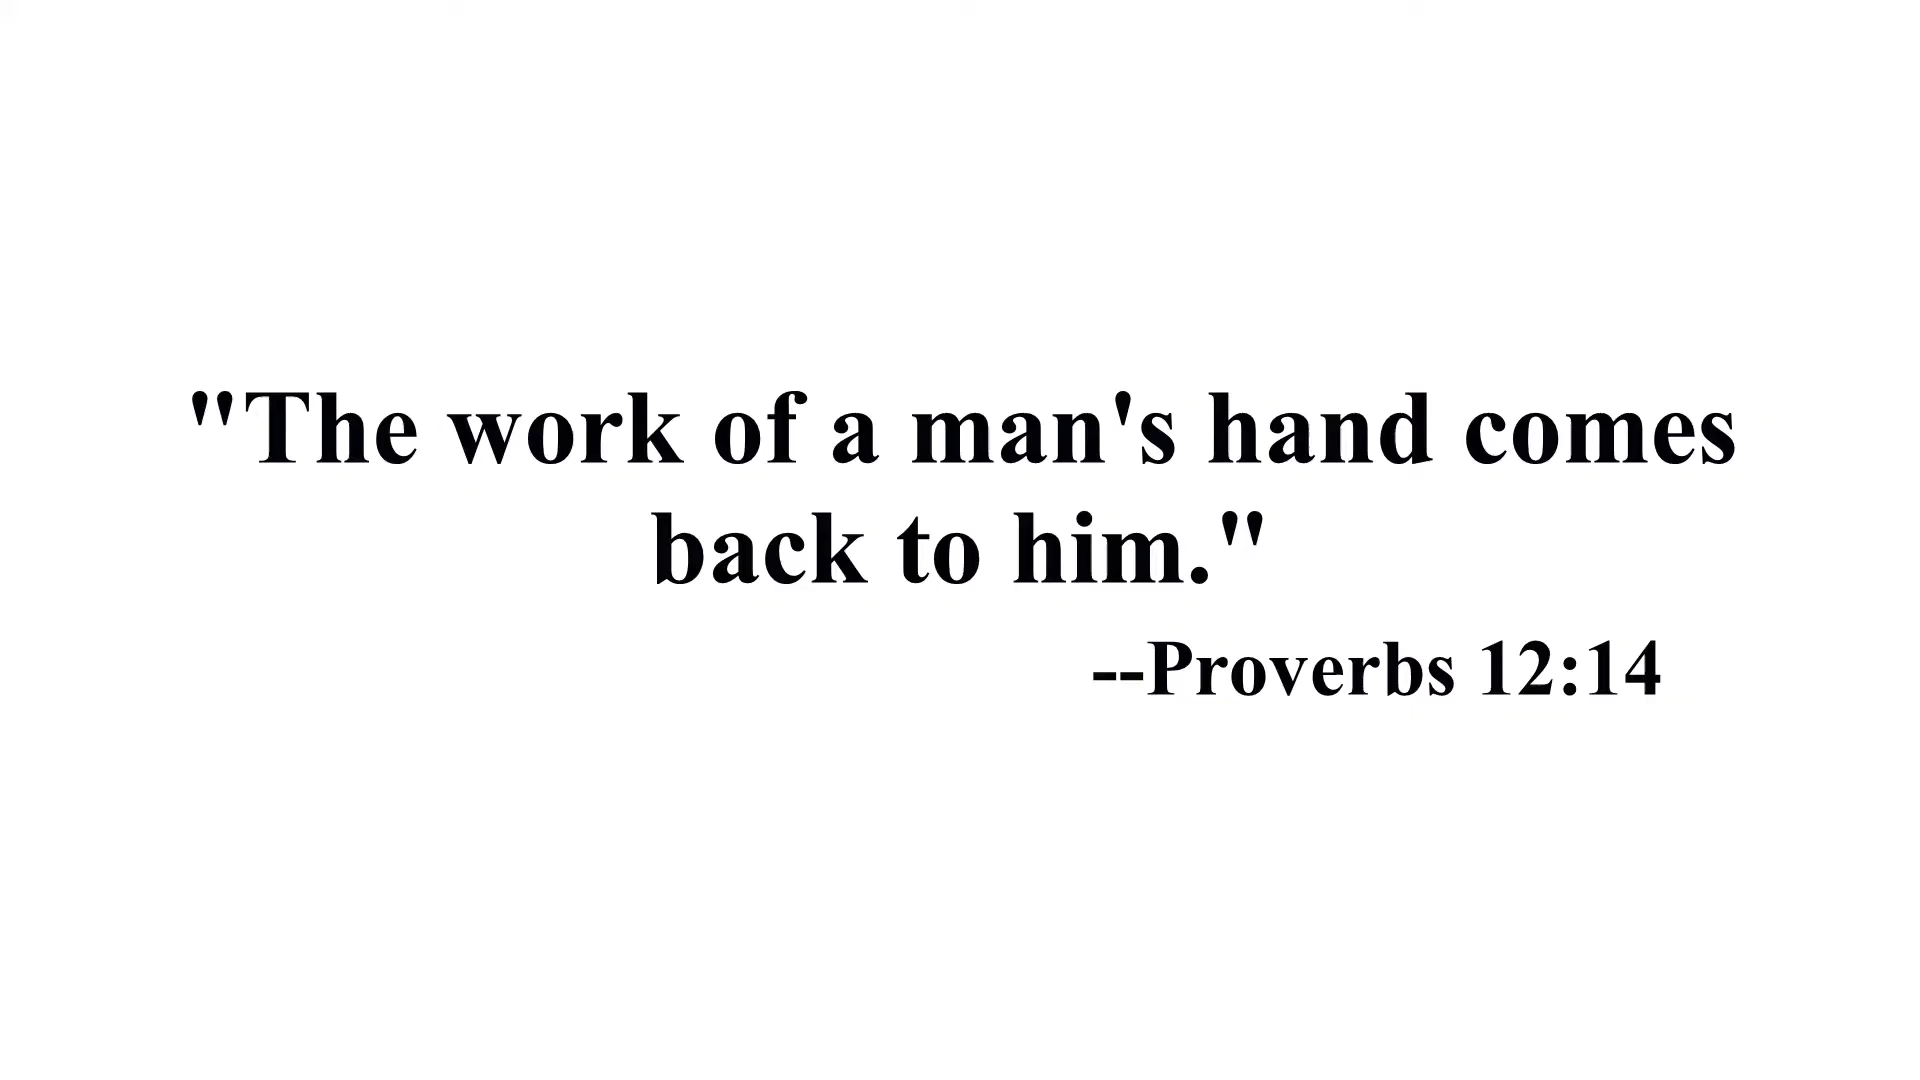 "The work of a man's hand comes
back to him."
--Proverbs 12:14